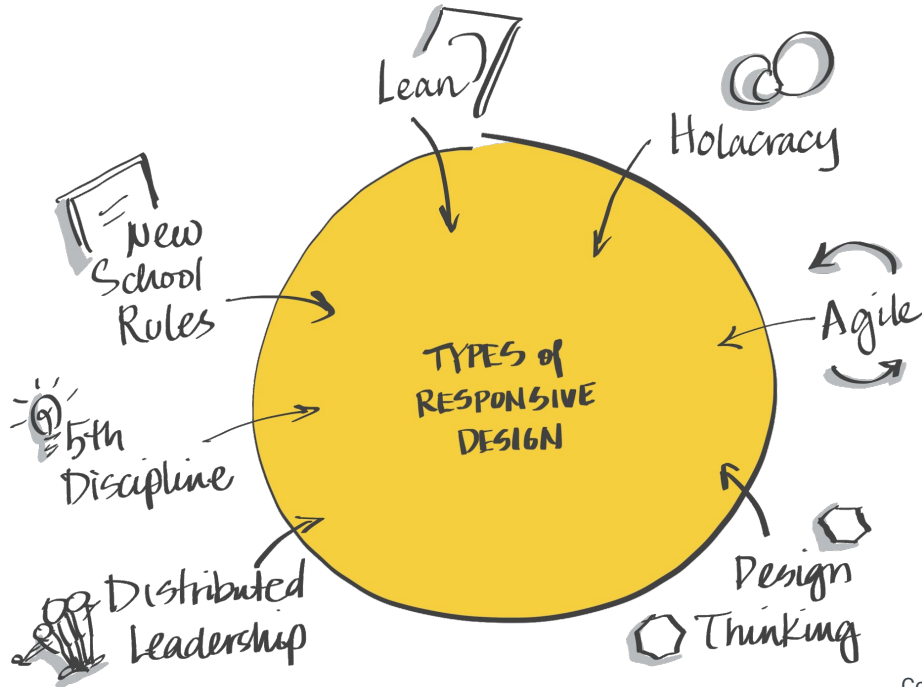 Lean
Holacracy
New
School
Rules
Agile
TYPES of
RESPONSIVE
DESIGN
5th
Discipline
Design
Thinking
Distributed
Leadership